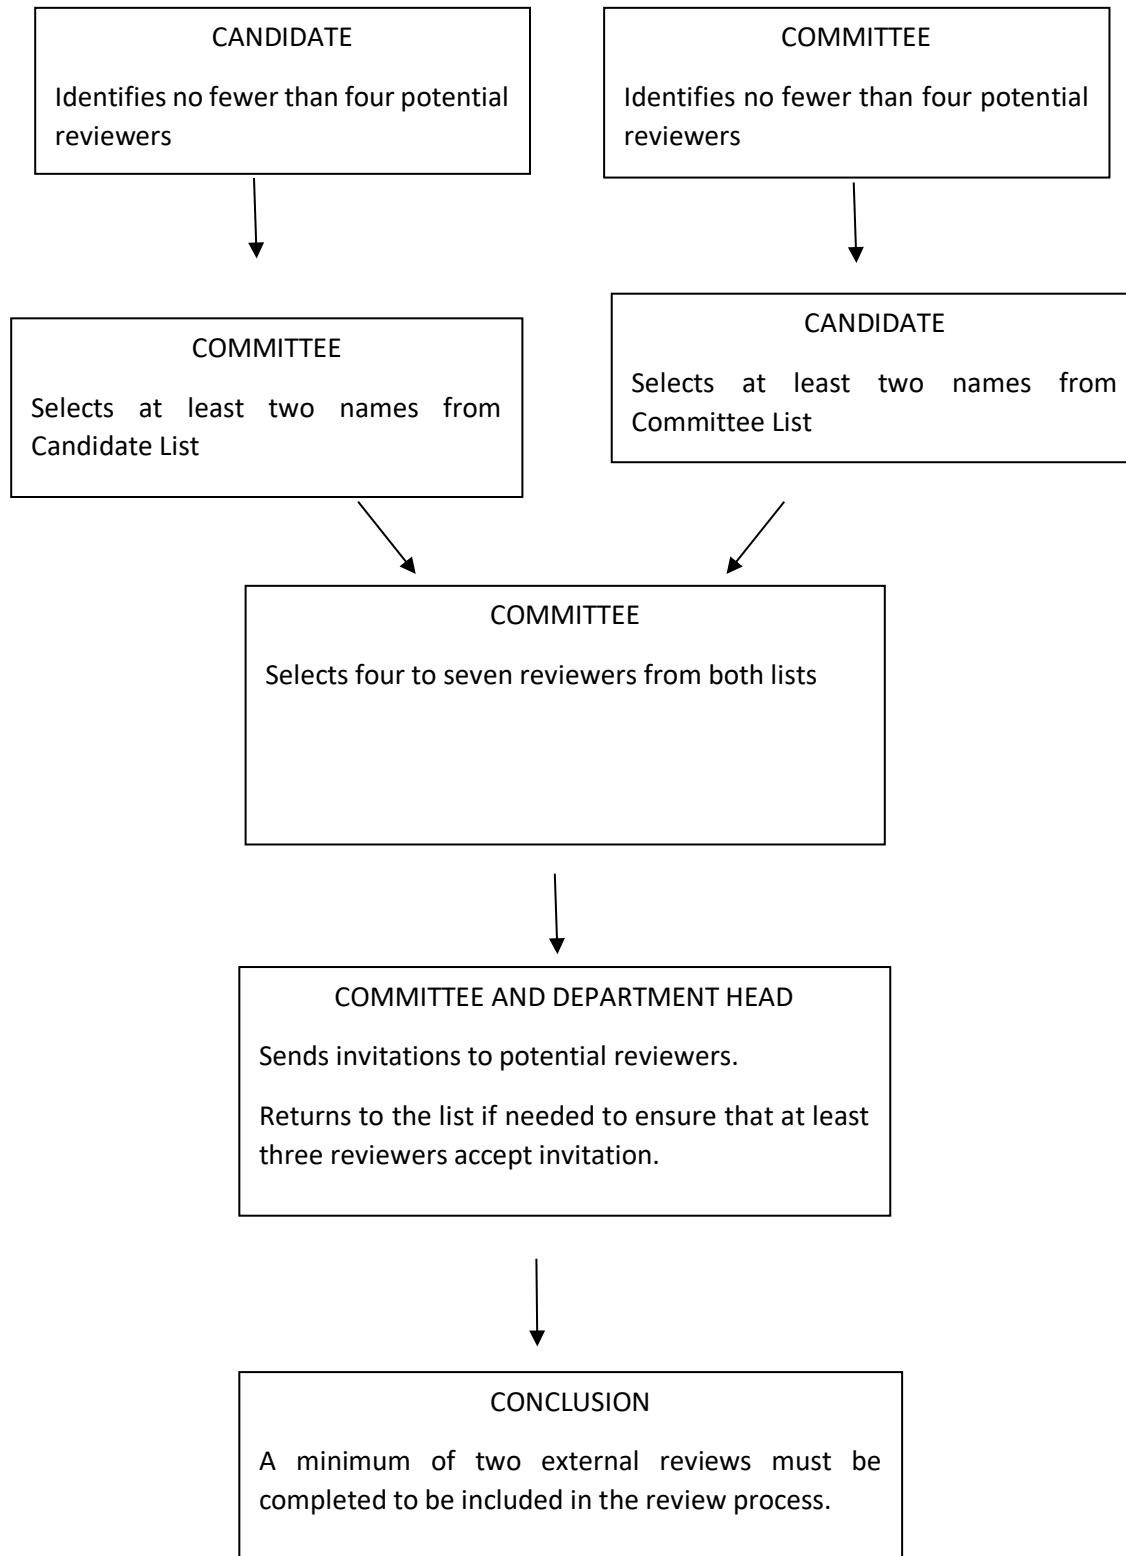 CANDIDATE
Identifies no fewer than four potential
reviewers
COMMITTEE
Identifies no fewer than four potential
reviewers
COMMITTEE
Selects at least two names from
Candidate List
CANDIDATE
Selects at least two names from
Committee List
COMMITTEE
Selects four to seven reviewers from both lists
COMMITTEE AND DEPARTMENT HEAD
Sends invitations to potential reviewers.
Returns to the list if needed to ensure that at least
three reviewers accept invitation.
CONCLUSION
A minimum of two external reviews must be
completed to be included in the review process.